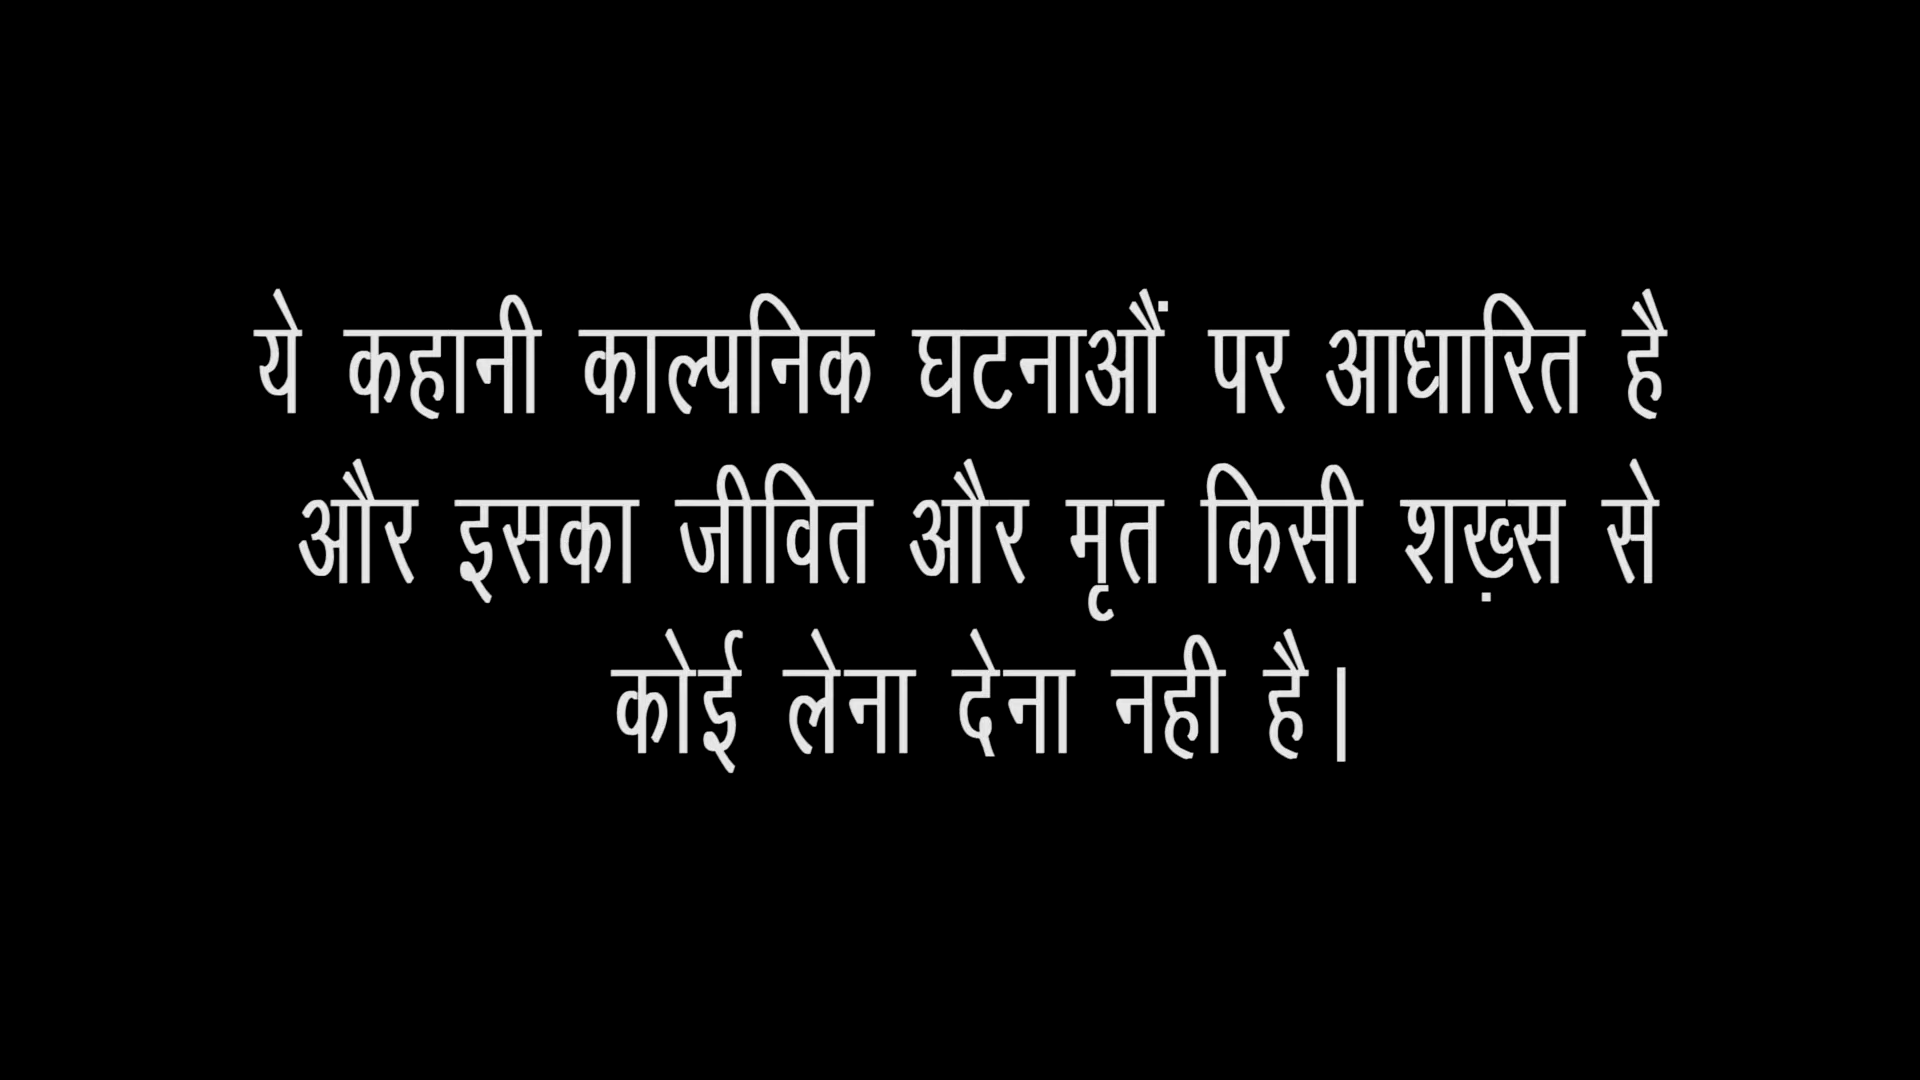 ये कहानी काल्पनिक घटनाऔं पर आधारित है
और इसका जीवित और मृत किसी शख़्स से
कोई लेना देना नही है।